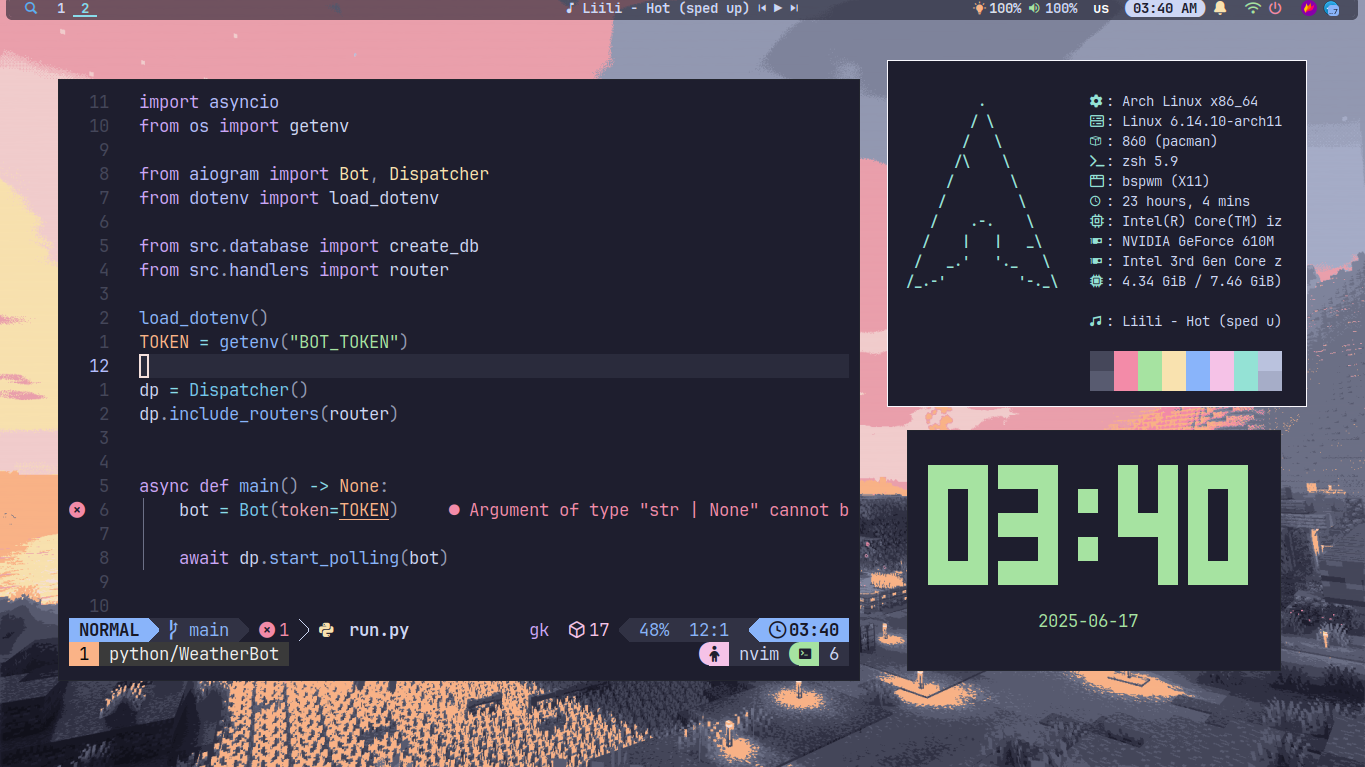 1 2 Liili - Hot (sped up) 100% 100% us 03:40 AM
11 import asyncio
10 from os import getenv
9
8 from aiogram import Bot, Dispatcher
7 from dotenv import load_dotenv
6
5 from src.database import create_db
4 from src.handlers import router
3
2 load_dotenv()
1 TOKEN = getenv("BOT_TOKEN")
12
1 dp = Dispatcher()
2 dp.include_routers(router)
3
4
5 async def main() -> None:
6 bot = Bot(token=TOKEN) ● Argument of type "str | None" cannot b
7
8 await dp.start_polling(bot)
9
10
NORMAL main 1 run.py gk 17 48% 12:1 03:40
1 python/WeatherBot nvim 6
: Arch Linux x86_64
: Linux 6.14.10-arch11
: 860 (pacman)
: zsh 5.9
: bspwm (X11)
: 23 hours, 4 mins
: Intel(R) Core(TM) iz
: NVIDIA GeForce 610M
: Intel 3rd Gen Core z
: 4.34 GiB / 7.46 GiB)
: Liili - Hot (sped u)
03:40
2025-06-17